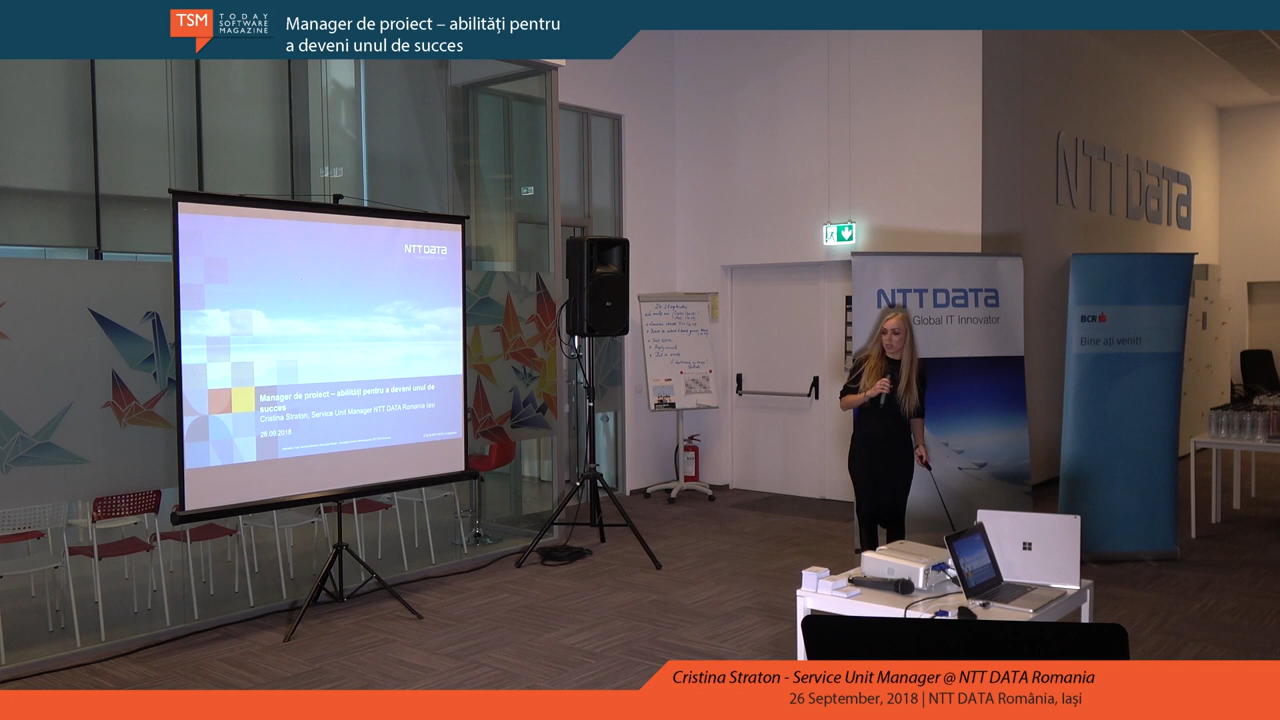 TSM
TODAY
SOFTWARE
MAGAZINE
Manager de proiect – abilități pentru
a deveni unul de succes
NTT DATA
NTT DATA
Manager de proiect – abilități pentru a deveni unul de
succes
Cristina Straton, Service Unit Manager NTT DATA Romania Iași
26.09.2018
NTT DATA
Global IT Innovator
BCR
Bine ați venit!
Cristina Straton - Service Unit Manager @ NTT DATA Romania
26 September, 2018 | NTT DATA România, Iași